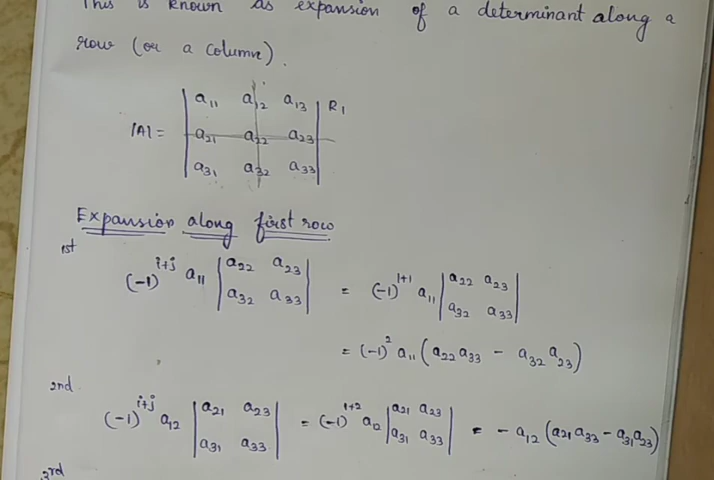 This is known as expansion of a determinant along a
row (or a column).
|A| = | a11 a12 a13 | R1
| a21 a22 a23 |
| a31 a32 a33 |
Expansion along first row
1st
(-1)^(i+j) a11 | a22 a23 | = (-1)^(1+1) a11 | a22 a23 |
| a32 a33 | | a32 a33 |
= (-1)^2 a11 (a22 a33 - a32 a23)
2nd
(-1)^(i+j) a12 | a21 a23 | = (-1)^(1+2) a12 | a21 a23 | = - a12 (a21 a33 - a31 a23)
| a31 a33 | | a31 a33 |
3rd